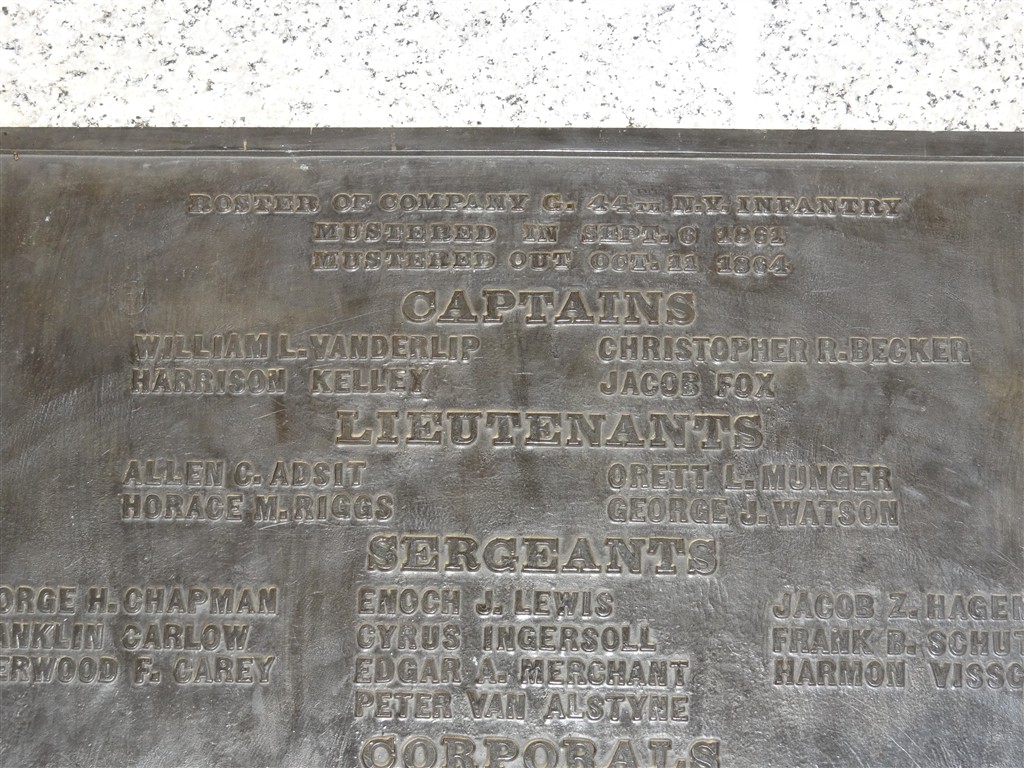 ROSTER OF COMPANY G. 44TH N.Y. INFANTRY
MUSTERED IN SEPT. 6 1861
MUSTERED OUT OCT. 11 1864
CAPTAINS
WILLIAM L. VANDERLIP CHRISTOPHER R. BECKER
HARRISON KELLEY JACOB FOX
LIEUTENANTS
ALLEN C. ADSIT ORETT L. MUNGER
HORACE M. RIGGS GEORGE J. WATSON
SERGEANTS
ORGE H. CHAPMAN ENOCH J. LEWIS JACOB Z. HAGEN
ANKLIN CARLOW CYRUS INGERSOLL FRANK B. SCHUT
ERWOOD F. CAREY EDGAR A. MERCHANT HARMON VISSC
PETER VAN ALSTYNE
CORPORALS